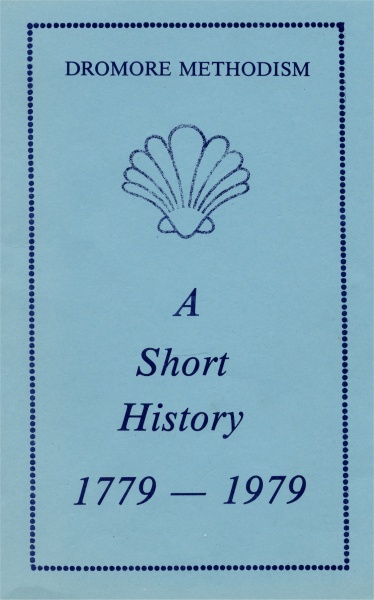 DROMORE METHODISM
A
Short
History
1779 — 1979